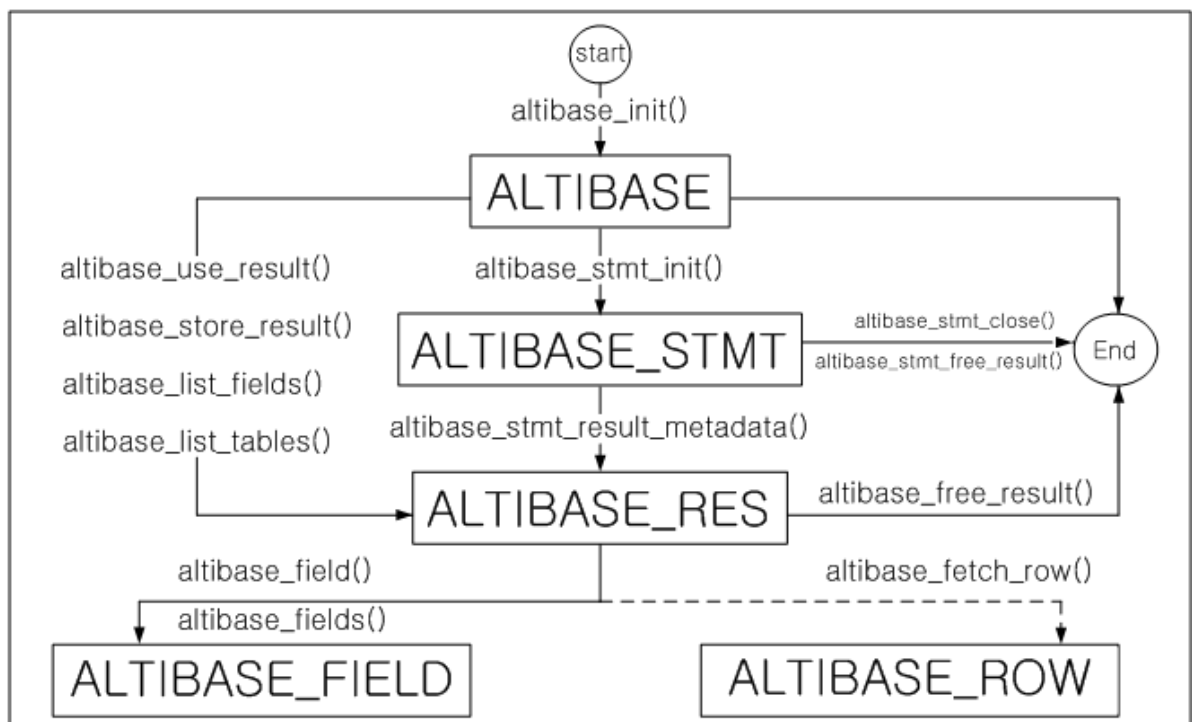 start
altibase_init()
ALTIBASE
altibase_use_result()
altibase_stmt_init()
altibase_store_result()
altibase_stmt_close()
ALTIBASE_STMT
End
altibase_stmt_free_result()
altibase_list_fields()
altibase_list_tables()
altibase_stmt_result_metadata()
ALTIBASE_RES
altibase_free_result()
altibase_field()
altibase_fetch_row()
altibase_fields()
ALTIBASE_FIELD
ALTIBASE_ROW